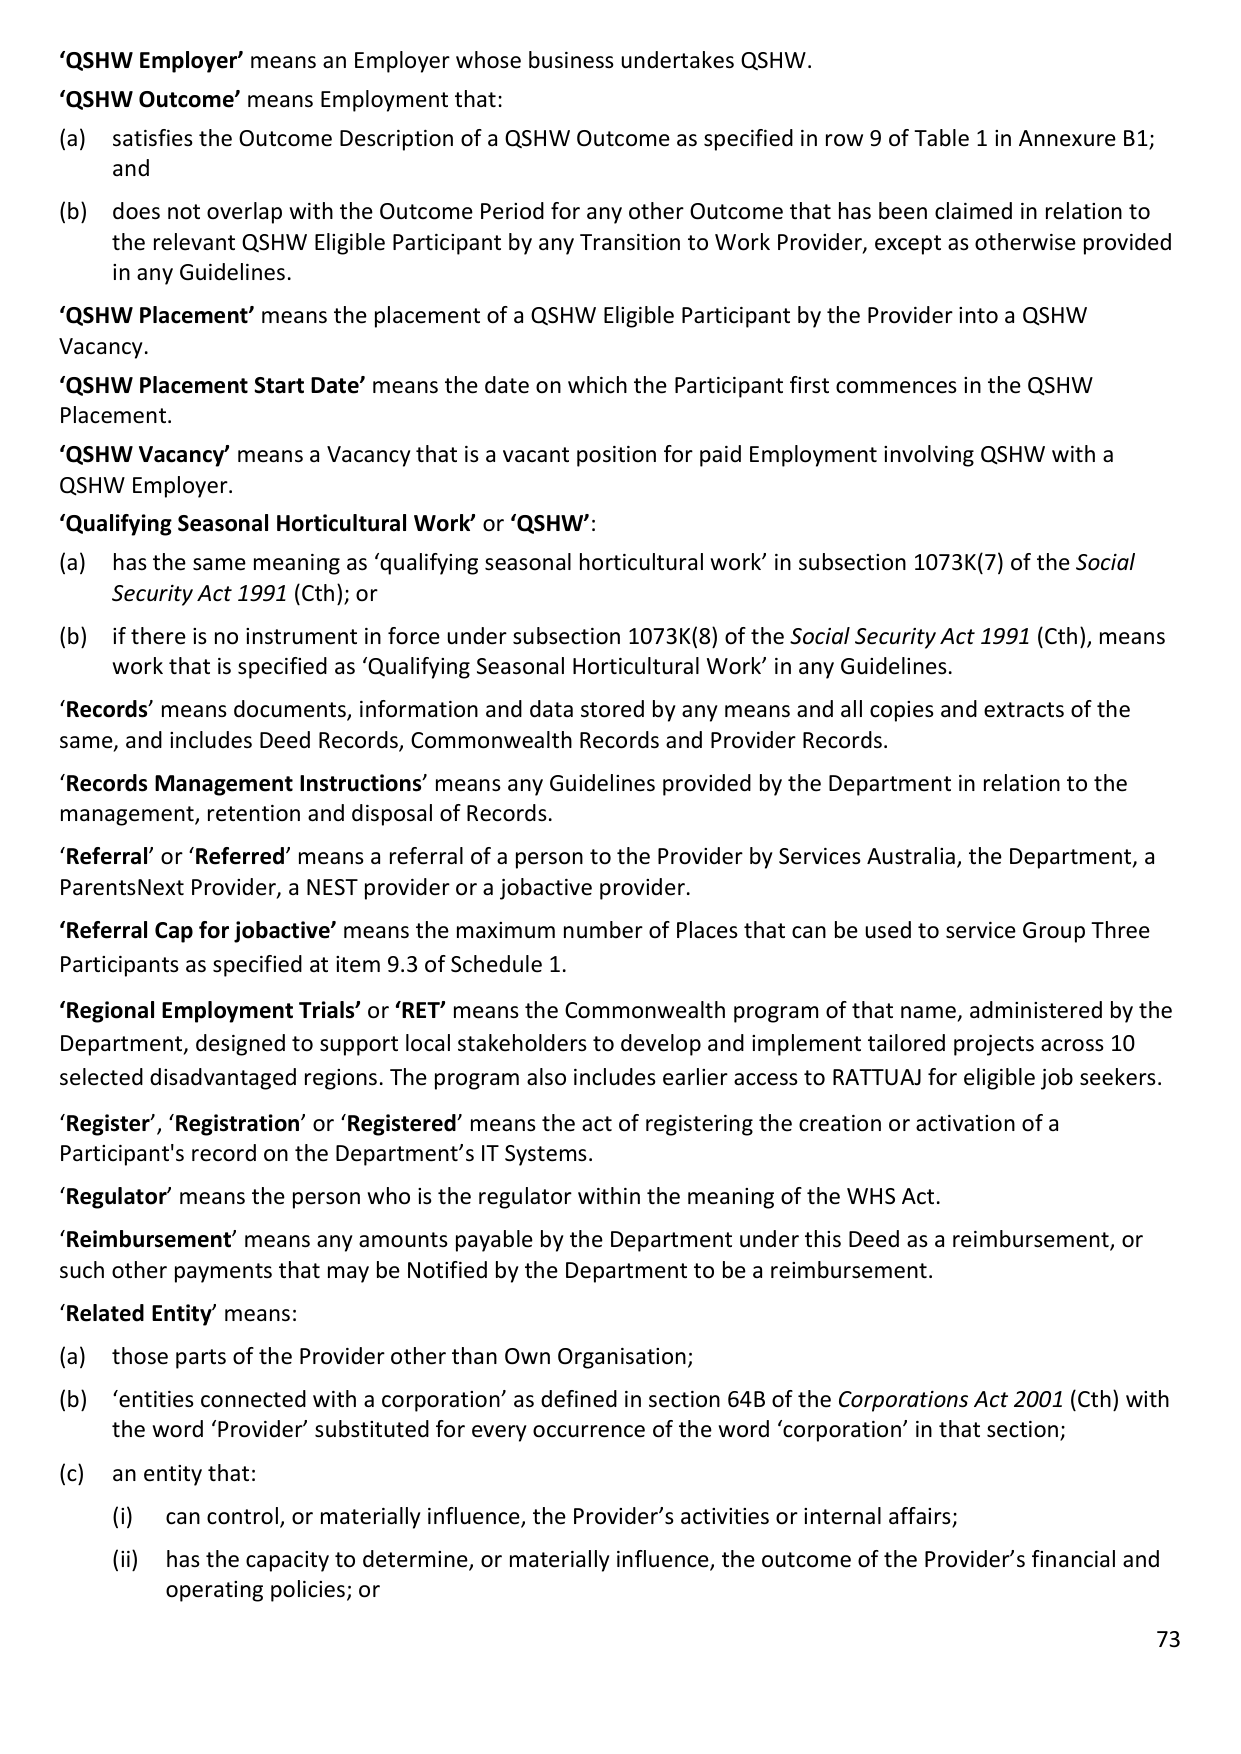 ‘QSHW Employer’ means an Employer whose business undertakes QSHW.
‘QSHW Outcome’ means Employment that:
(a) satisfies the Outcome Description of a QSHW Outcome as specified in row 9 of Table 1 in Annexure B1;
and
(b) does not overlap with the Outcome Period for any other Outcome that has been claimed in relation to
the relevant QSHW Eligible Participant by any Transition to Work Provider, except as otherwise provided
in any Guidelines.
‘QSHW Placement’ means the placement of a QSHW Eligible Participant by the Provider into a QSHW
Vacancy.
‘QSHW Placement Start Date’ means the date on which the Participant first commences in the QSHW
Placement.
‘QSHW Vacancy’ means a Vacancy that is a vacant position for paid Employment involving QSHW with a
QSHW Employer.
‘Qualifying Seasonal Horticultural Work’ or ‘QSHW’:
(a) has the same meaning as ‘qualifying seasonal horticultural work’ in subsection 1073K(7) of the Social
Security Act 1991 (Cth); or
(b) if there is no instrument in force under subsection 1073K(8) of the Social Security Act 1991 (Cth), means
work that is specified as ‘Qualifying Seasonal Horticultural Work’ in any Guidelines.
‘Records’ means documents, information and data stored by any means and all copies and extracts of the
same, and includes Deed Records, Commonwealth Records and Provider Records.
‘Records Management Instructions’ means any Guidelines provided by the Department in relation to the
management, retention and disposal of Records.
‘Referral’ or ‘Referred’ means a referral of a person to the Provider by Services Australia, the Department, a
ParentsNext Provider, a NEST provider or a jobactive provider.
‘Referral Cap for jobactive’ means the maximum number of Places that can be used to service Group Three
Participants as specified at item 9.3 of Schedule 1.
‘Regional Employment Trials’ or ‘RET’ means the Commonwealth program of that name, administered by the
Department, designed to support local stakeholders to develop and implement tailored projects across 10
selected disadvantaged regions. The program also includes earlier access to RATTUAJ for eligible job seekers.
‘Register’, ‘Registration’ or ‘Registered’ means the act of registering the creation or activation of a
Participant's record on the Department’s IT Systems.
‘Regulator’ means the person who is the regulator within the meaning of the WHS Act.
‘Reimbursement’ means any amounts payable by the Department under this Deed as a reimbursement, or
such other payments that may be Notified by the Department to be a reimbursement.
‘Related Entity’ means:
(a) those parts of the Provider other than Own Organisation;
(b) ‘entities connected with a corporation’ as defined in section 64B of the Corporations Act 2001 (Cth) with
the word ‘Provider’ substituted for every occurrence of the word ‘corporation’ in that section;
(c) an entity that:
(i) can control, or materially influence, the Provider’s activities or internal affairs;
(ii) has the capacity to determine, or materially influence, the outcome of the Provider’s financial and
operating policies; or
73